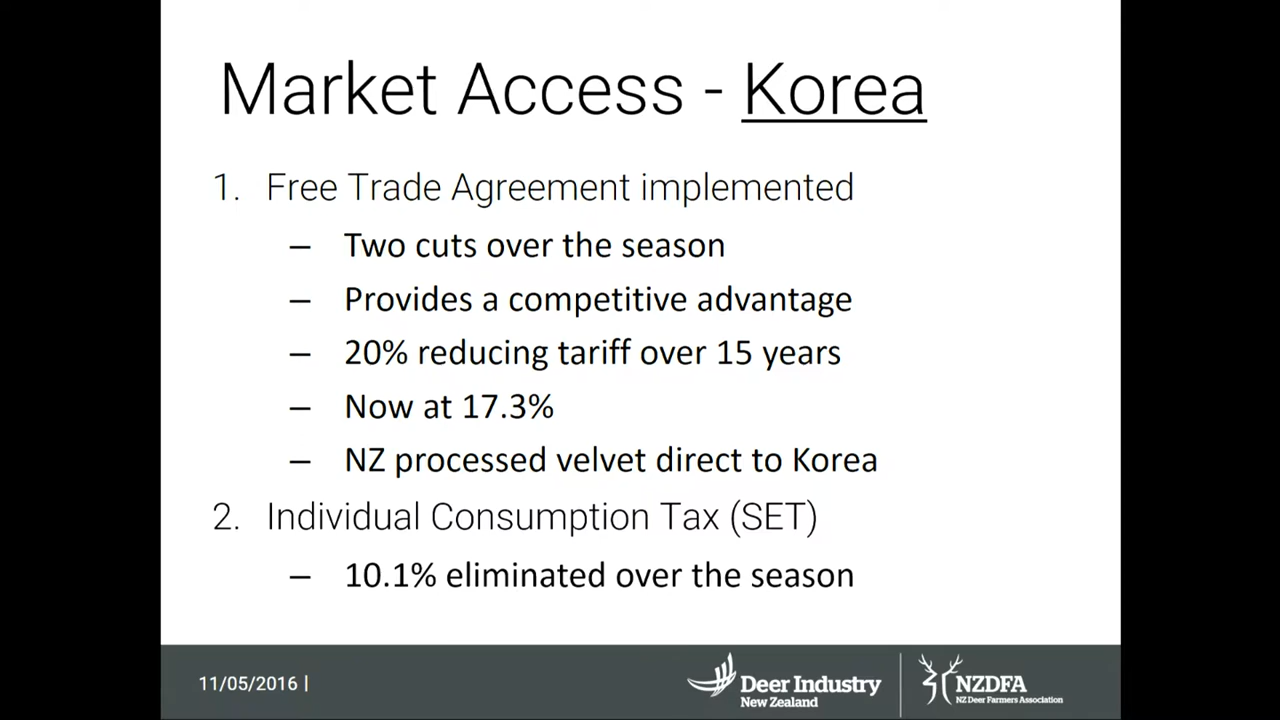 Market Access - Korea
1. Free Trade Agreement implemented
– Two cuts over the season
– Provides a competitive advantage
– 20% reducing tariff over 15 years
– Now at 17.3%
– NZ processed velvet direct to Korea
2. Individual Consumption Tax (SET)
– 10.1% eliminated over the season
11/05/2016 |
Deer Industry
New Zealand
NZDFA
NZ Deer Farmers Association